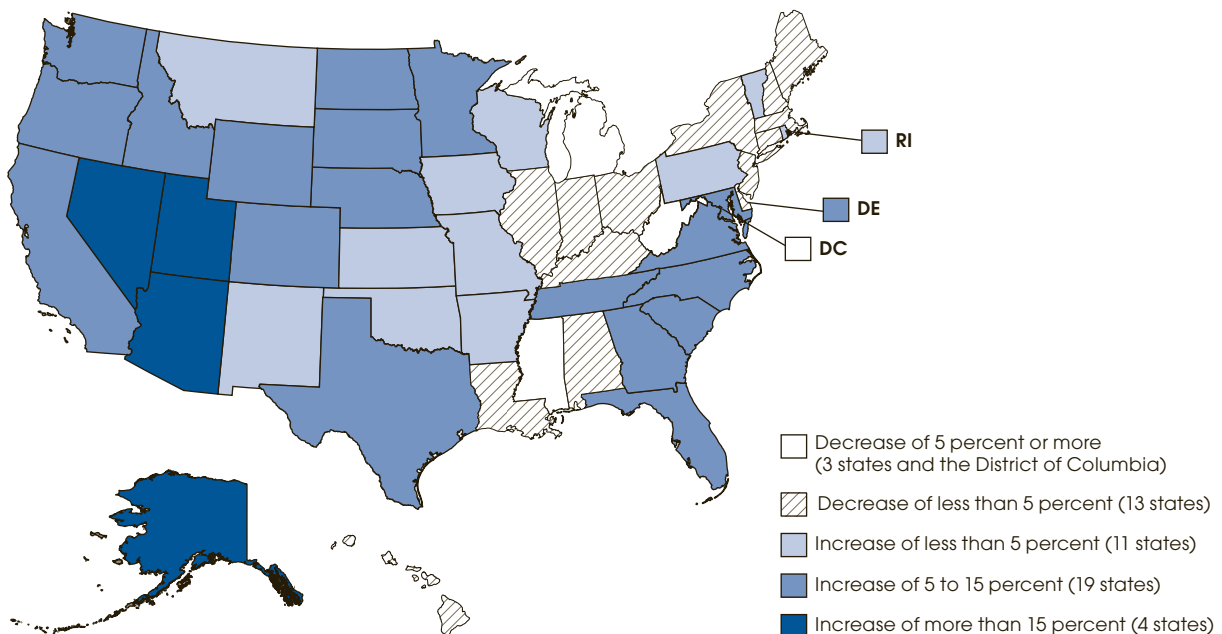 RI
DE
DC
Decrease of 5 percent or more
(3 states and the District of Columbia)
Decrease of less than 5 percent (13 states)
Increase of less than 5 percent (11 states)
Increase of 5 to 15 percent (19 states)
Increase of more than 15 percent (4 states)